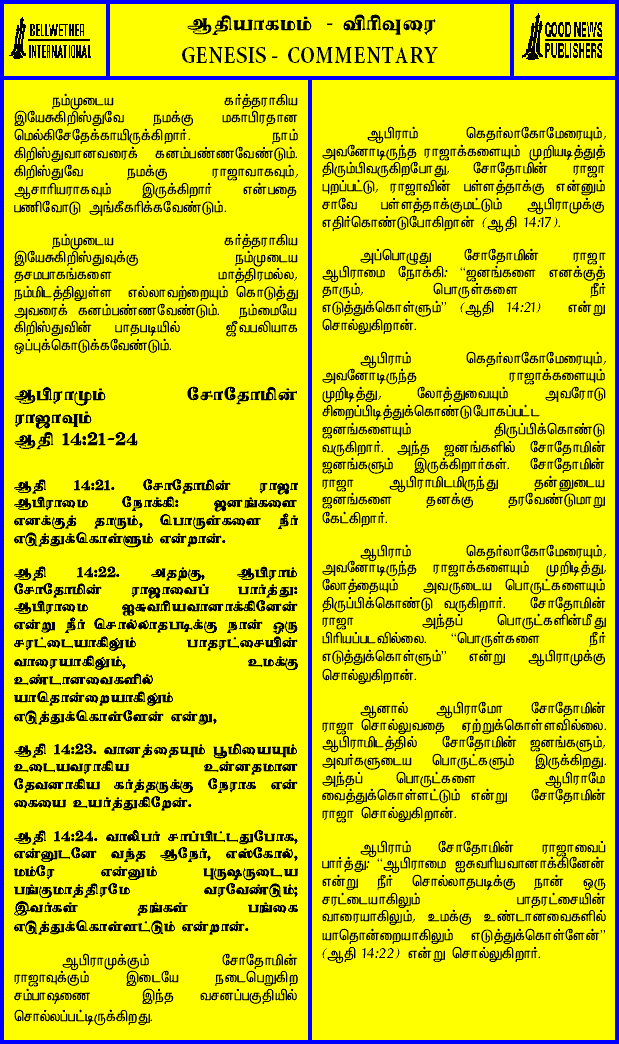 BELLWETHER
INTERNATIONAL
ஆதியாகமம் - விரிவுரை
GENESIS - COMMENTARY
GOOD NEWS
PUBLISHERS
நம்முடைய கர்த்தராகிய
இயேசுகிறிஸ்துவே நமக்கு மகாபிரதான
மெல்கிசேதேக்காயிருக்கிறார். நாம்
கிறிஸ்துவானவரைக் கனம்பண்ணவேண்டும்.
கிறிஸ்துவே நமக்கு ராஜாவாகவும்,
ஆசாரியராகவும் இருக்கிறார் என்பதை
பணிவோடு அங்கீகரிக்கவேண்டும்.
நம்முடைய கர்த்தராகிய
இயேசுகிறிஸ்துவுக்கு நம்முடைய
தசமபாகங்களை மாத்திரமல்ல,
நம்மிடத்திலுள்ள எல்லாவற்றையும் கொடுத்து
அவரைக் கனம்பண்ணவேண்டும். நம்மையே
கிறிஸ்துவின் பாதபடியில் ஜீவபலியாக
ஒப்புக்கொடுக்கவேண்டும்.
ஆபிராமும் சோதோமின்
ராஜாவும்
ஆதி 14:21-24
ஆதி 14:21. சோதோமின் ராஜா
ஆபிராமை நோக்கி: ஜனங்களை
எனக்குத் தாரும், பொருள்களை நீர்
எடுத்துக்கொள்ளும் என்றான்.
ஆதி 14:22. அதற்கு, ஆபிராம்
சோதோமின் ராஜாவைப் பார்த்து:
ஆபிராமை ஐசுவரியவானாக்கினேன்
என்று நீர் சொல்லாதபடிக்கு நான் ஒரு
சரட்டையாகிலும் பாதரட்சையின்
வாரையாகிலும், உமக்கு
உண்டானவைகளில்
யாதொன்றையாகிலும்
எடுத்துக்கொள்ளேன் என்று,
ஆதி 14:23. வானத்தையும் பூமியையும்
உடையவராகிய உன்னதமான
தேவனாகிய கர்த்தருக்கு நேராக என்
கையை உயர்த்துகிறேன்.
ஆதி 14:24. வாலிபர் சாப்பிட்டதுபோக,
என்னுடனே வந்த ஆநேர், எஸ்கோல்,
மம்ரே என்னும் புருஷருடைய
பங்குமாத்திரமே வரவேண்டும்;
இவர்கள் தங்கள் பங்கை
எடுத்துக்கொள்ளட்டும் என்றான்.
ஆபிராமுக்கும் சோதோமின்
ராஜாவுக்கும் இடையே நடைபெறுகிற
சம்பாஷணை இந்த வசனப்பகுதியில்
சொல்லப்பட்டிருக்கிறது.
ஆபிராம் கெதர்லாகோமேரையும்,
அவனோடிருந்த ராஜாக்களையும் முறியடித்துத்
திரும்பிவருகிறபோது, சோதோமின் ராஜா
புறப்பட்டு, ராஜாவின் பள்ளத்தாக்கு என்னும்
சாவே பள்ளத்தாக்குமட்டும் ஆபிராமுக்கு
எதிர்கொண்டுபோகிறான் (ஆதி 14:17).
அப்பொழுது சோதோமின் ராஜா
ஆபிராமை நோக்கி: “ஜனங்களை எனக்குத்
தாரும், பொருள்களை நீர்
எடுத்துக்கொள்ளும்” (ஆதி 14:21) என்று
சொல்லுகிறான்.
ஆபிராம் கெதர்லாகோமேரையும்,
அவனோடிருந்த ராஜாக்களையும்
முறிடித்து, லோத்துவையும் அவரோடு
சிறைப்பிடித்துக்கொண்டுபோகப்பட்ட
ஜனங்களையும் திருப்பிக்கொண்டு
வருகிறார். அந்த ஜனங்களில் சோதோமின்
ஜனங்களும் இருக்கிறார்கள். சோதோமின்
ராஜா ஆபிராமிடமிருந்து தன்னுடைய
ஜனங்களை தனக்கு தரவேண்டுமாறு
கேட்கிறார்.
ஆபிராம் கெதர்லாகோமேரையும்,
அவனோடிருந்த ராஜாக்களையும் முறிடித்து,
லோத்தையும் அவருடைய பொருட்களையும்
திருப்பிக்கொண்டு வருகிறார். சோதோமின்
ராஜா அந்தப் பொருட்களின்மீது
பிரியப்படவில்லை. “பொருள்களை நீர்
எடுத்துக்கொள்ளும்” என்று ஆபிராமுக்கு
சொல்லுகிறான்.
ஆனால் ஆபிராமோ சோதோமின்
ராஜா சொல்லுவதை ஏற்றுக்கொள்ளவில்லை.
ஆபிராமிடத்தில் சோதோமின் ஜனங்களும்,
அவர்களுடைய பொருட்களும் இருக்கிறது.
அந்தப் பொருட்களை ஆபிராமே
வைத்துக்கொள்ளட்டும் என்று சோதோமின்
ராஜா சொல்லுகிறான்.
ஆபிராம் சோதோமின் ராஜாவைப்
பார்த்து: “ஆபிராமை ஐசுவரியவானாக்கினேன்
என்று நீர் சொல்லாதபடிக்கு நான் ஒரு
சரட்டையாகிலும் பாதரட்சையின்
வாரையாகிலும், உமக்கு உண்டானவைகளில்
யாதொன்றையாகிலும் எடுத்துக்கொள்ளேன்”
(ஆதி 14:22) என்று சொல்லுகிறார்.